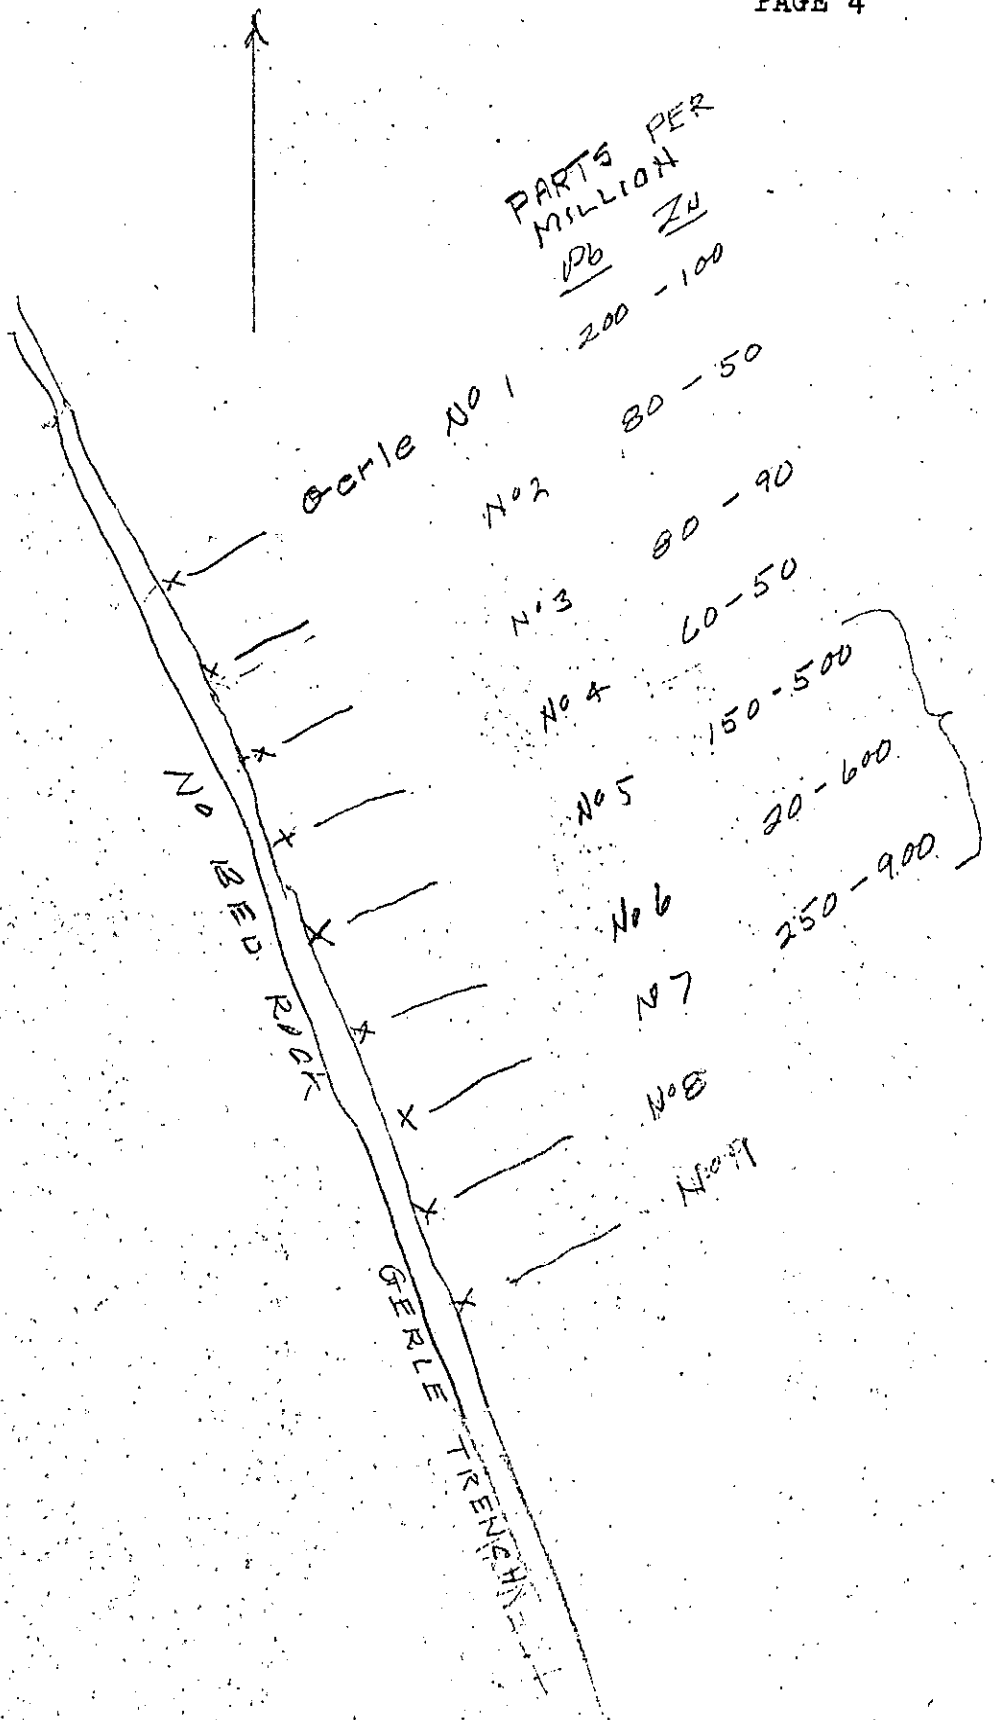 PAGE 4
PARTS PER
MILLION
Pb Zn
Gerle No 1 200 - 100
No 2 80 - 50
No 3 80 - 90
No 4 60 - 50
No 5 150 - 500
No 6 20 - 600
N 7 250 - 900
No 8
No 9
NO BED ROCK
GERLE TRENCH